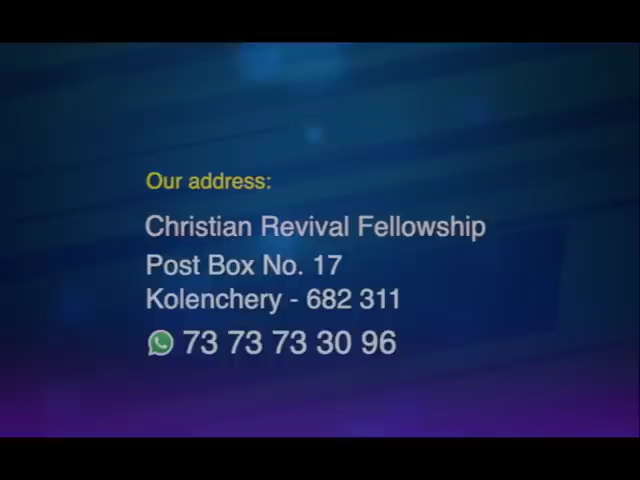 Our address:
Christian Revival Fellowship
Post Box No. 17
Kolenchery - 682 311
73 73 73 30 96